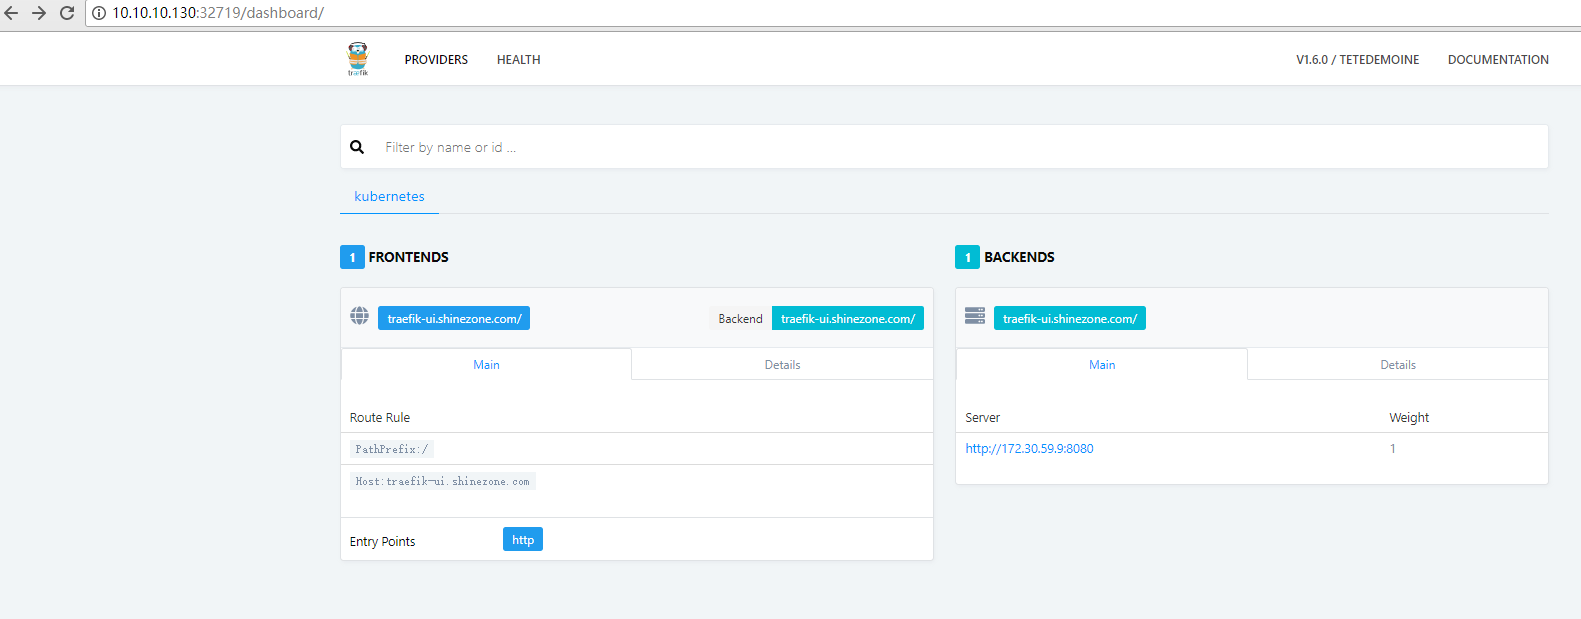 10.10.10.130:32719/dashboard/
træfik
PROVIDERS HEALTH V1.6.0 / TETEDEMOINE DOCUMENTATION
Filter by name or id ...
kubernetes
1 FRONTENDS
traefik-ui.shinezone.com/ Backend traefik-ui.shinezone.com/
Main Details
Route Rule
PathPrefix:/
Host:traefik-ui.shinezone.com
Entry Points http
1 BACKENDS
traefik-ui.shinezone.com/
Main Details
Server Weight
http://172.30.59.9:8080 1